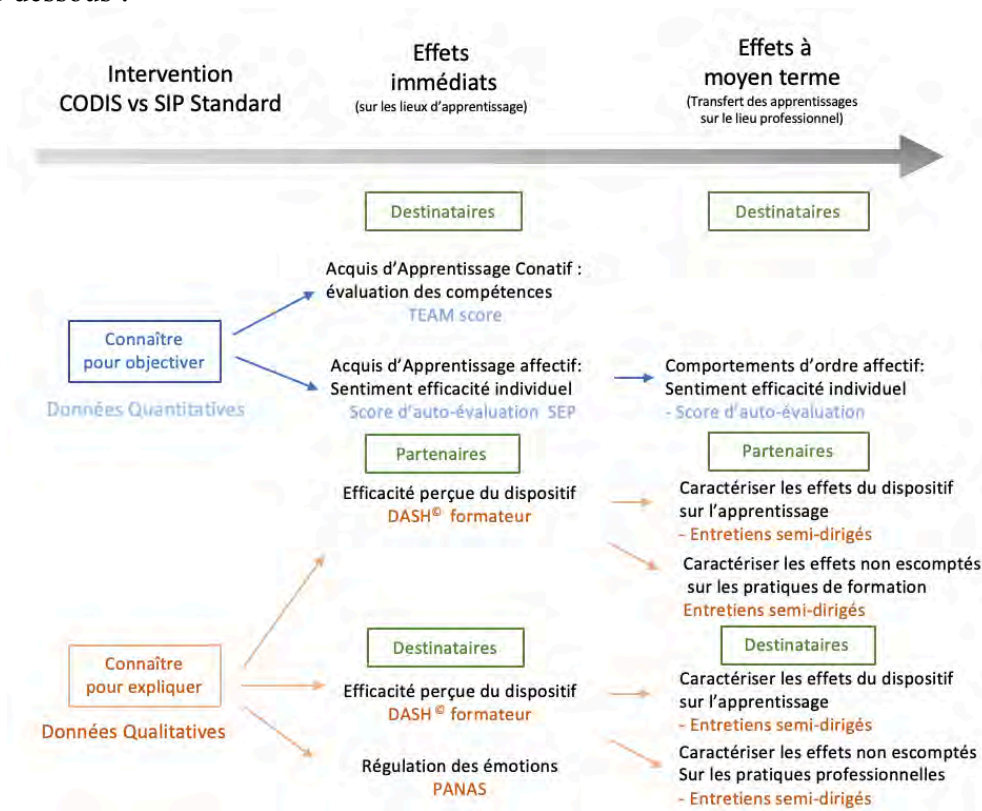 Intervention
CODIS vs SIP Standard
Effets
immédiats
(sur les lieux d'apprentissage)
Effets à
moyen terme
(Transfert des apprentissages
sur le lieu professionnel)
Destinataires
Destinataires
Acquis d'Apprentissage Conatif :
évaluation des compétences
TEAM score
Connaître
pour objectiver
Données Quantitatives
Acquis d'Apprentissage affectif:
Sentiment efficacité individuel
Score d'auto-évaluation SEP
Comportements d'ordre affectif:
Sentiment efficacité individuel
- Score d'auto-évaluation
Partenaires
Partenaires
Efficacité perçue du dispositif
DASH© formateur
Caractériser les effets du dispositif
sur l'apprentissage
- Entretiens semi-dirigés
Caractériser les effets non escomptés
sur les pratiques de formation
Entretiens semi-dirigés
Connaître
pour expliquer
Données Qualitatives
Destinataires
Destinataires
Efficacité perçue du dispositif
DASH © formateur
Caractériser les effets du dispositif
sur l'apprentissage
- Entretiens semi-dirigés
Régulation des émotions
PANAS
Caractériser les effets non escomptés
Sur les pratiques professionnelles
- Entretiens semi-dirigés